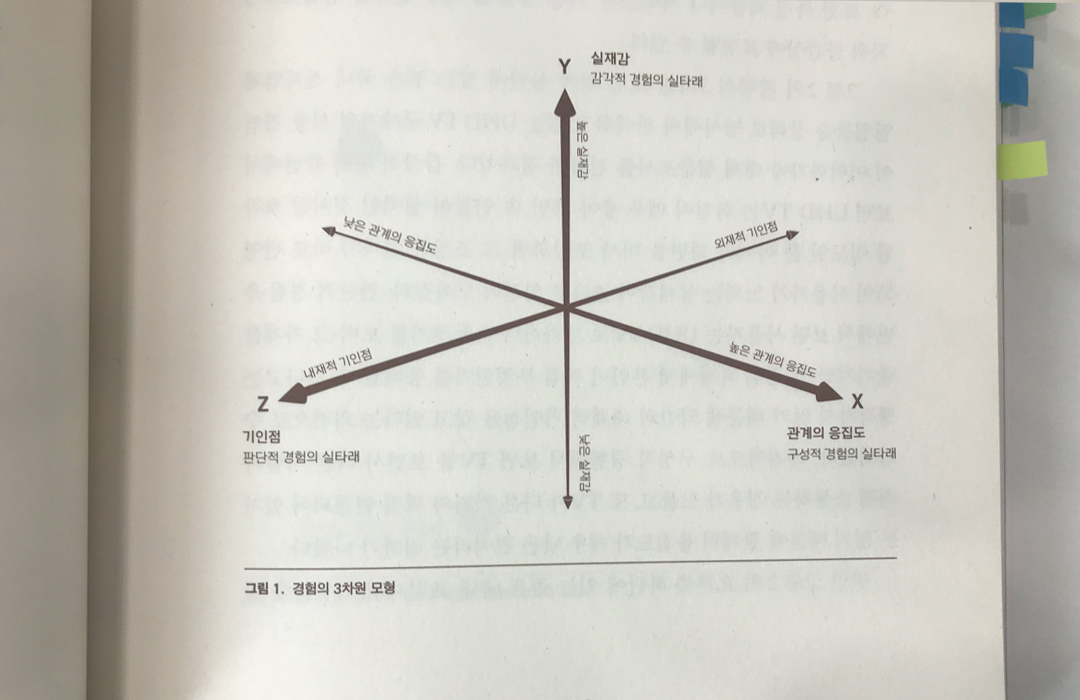 Y
실재감
감각적 경험의 실타래
높은 실재감
낮은 관계의 응집도
외재적 기인점
내재적 기인점
높은 관계의 응집도
Z
X
기인점
판단적 경험의 실타래
관계의 응집도
구성적 경험의 실타래
낮은 실재감
그림 1. 경험의 3차원 모형